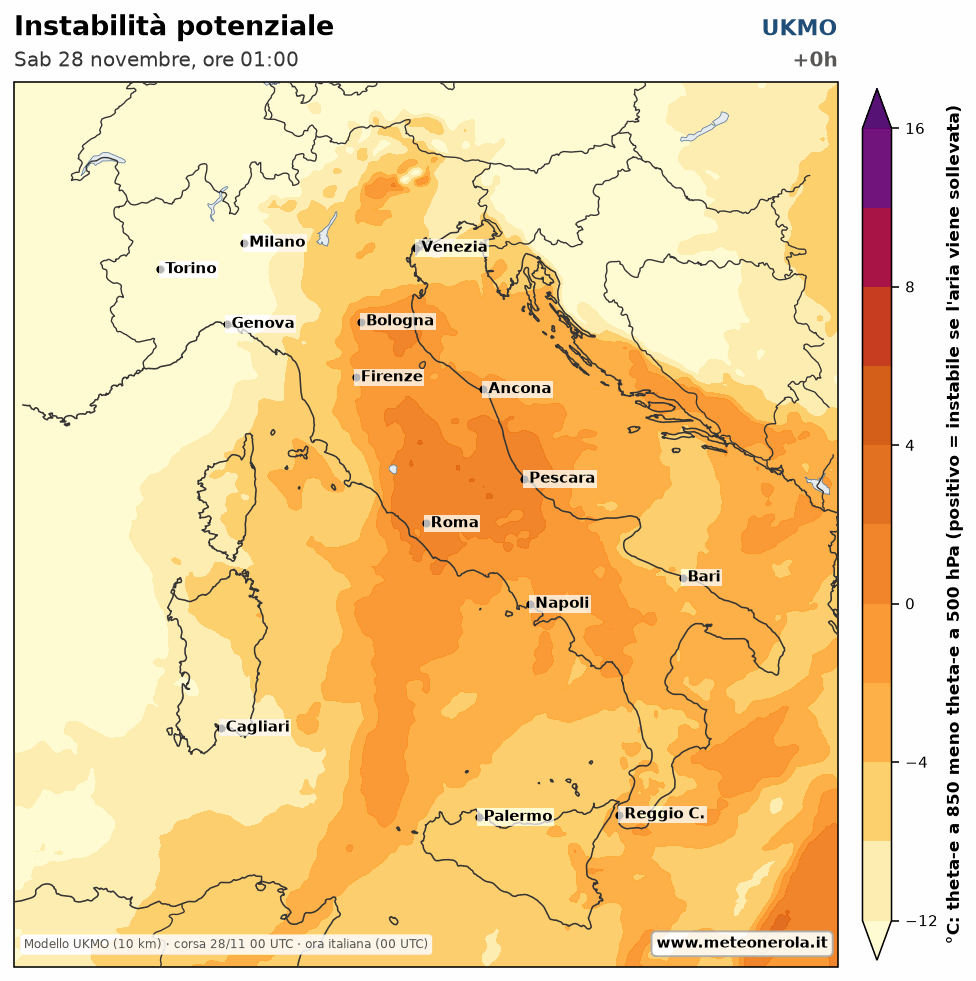 Instabilità potenziale
UKMO
Sab 28 novembre, ore 01:00
+0h
Milano
Venezia
Torino
Genova
Bologna
Firenze
Ancona
Pescara
Roma
Bari
Napoli
Cagliari
Palermo
Reggio C.
16
8
4
0
−4
−12
°C: theta-e a 850 meno theta-e a 500 hPa (positivo = instabile se l'aria viene sollevata)
Modello UKMO (10 km) · corsa 28/11 00 UTC · ora italiana (00 UTC)
www.meteonerola.it